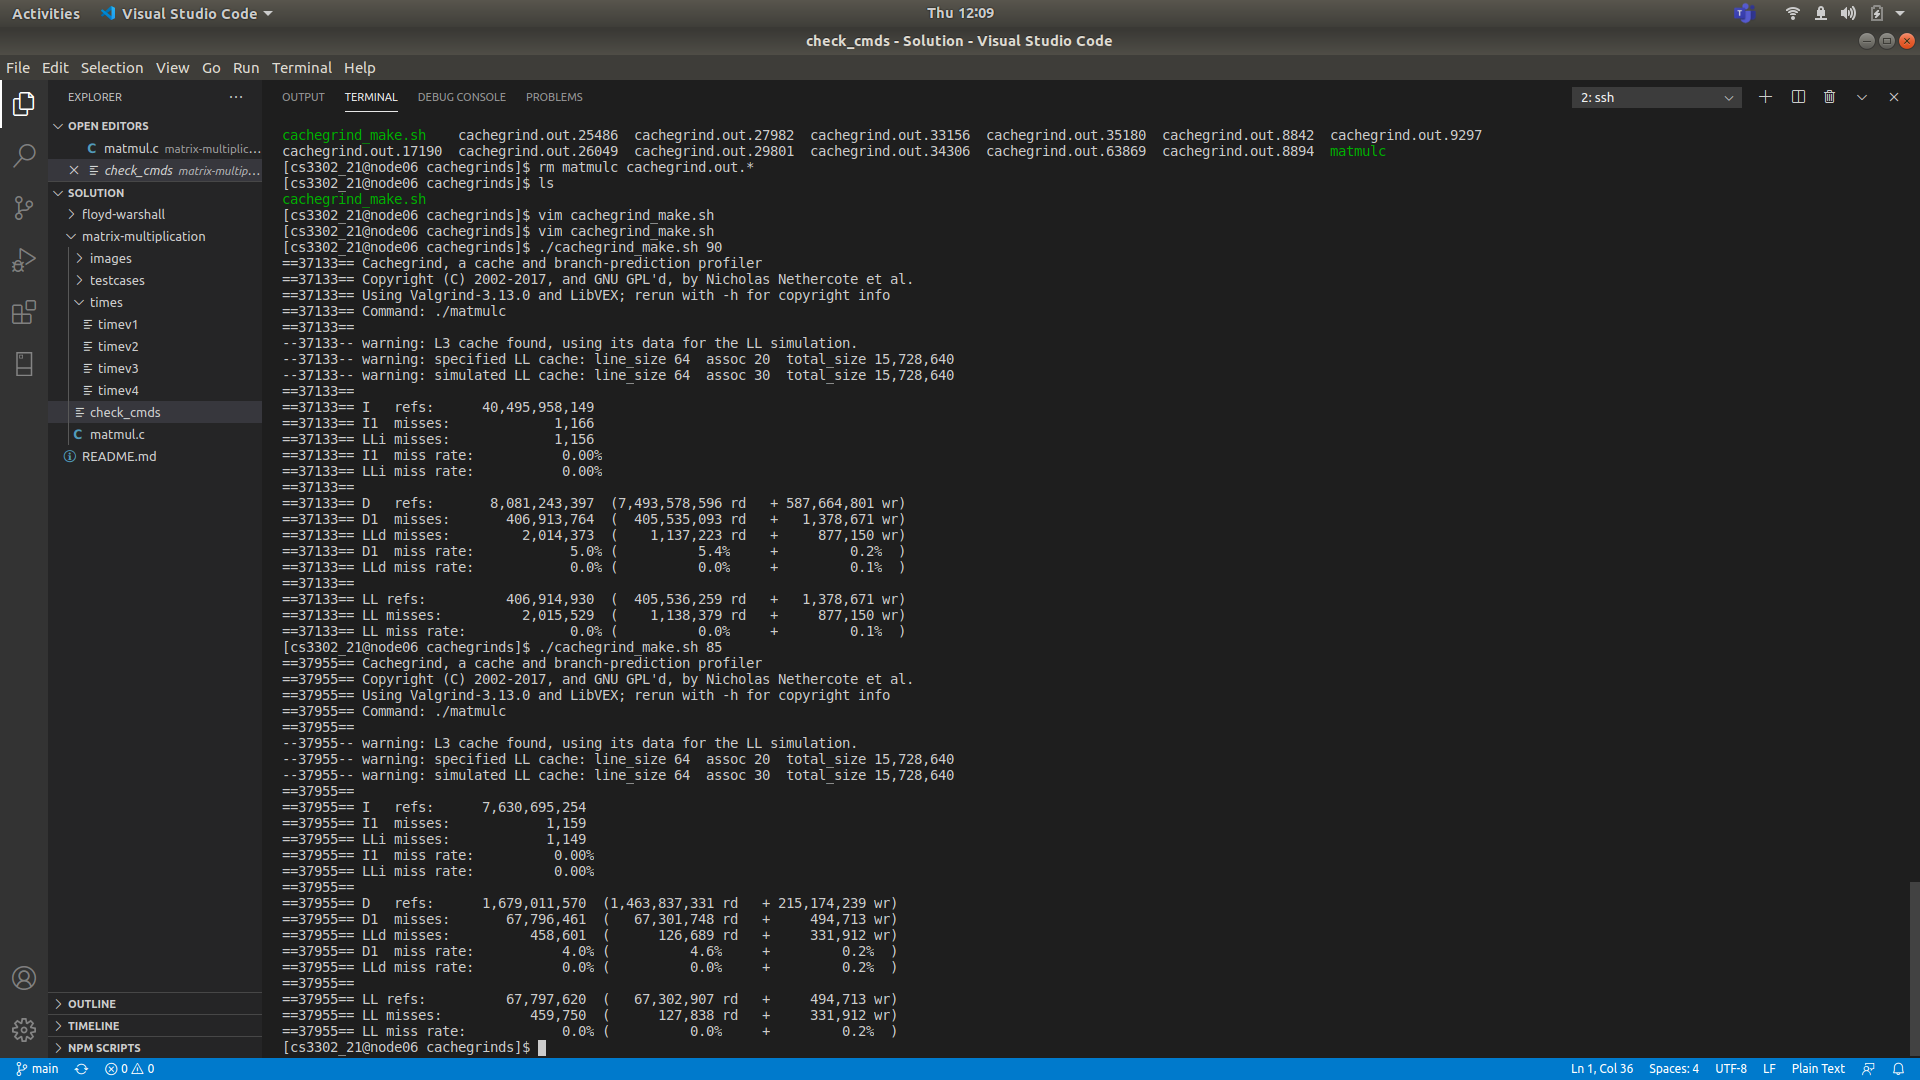 Activities Visual Studio Code Thu 12:09
check_cmds - Solution - Visual Studio Code
File Edit Selection View Go Run Terminal Help
EXPLORER
OPEN EDITORS
matmul.c matrix-multiplic...
check_cmds matrix-multip...
SOLUTION
floyd-warshall
matrix-multiplication
images
testcases
times
timev1
timev2
timev3
timev4
check_cmds
matmul.c
README.md
OUTLINE
TIMELINE
NPM SCRIPTS
OUTPUT TERMINAL DEBUG CONSOLE PROBLEMS 2: ssh
cachegrind_make.sh cachegrind.out.25486 cachegrind.out.27982 cachegrind.out.33156 cachegrind.out.35180 cachegrind.out.8842 cachegrind.out.9297
cachegrind.out.17190 cachegrind.out.26049 cachegrind.out.29801 cachegrind.out.34306 cachegrind.out.63869 cachegrind.out.8894 matmulc
[cs3302_21@node06 cachegrinds]$ rm matmulc cachegrind.out.*
[cs3302_21@node06 cachegrinds]$ ls
cachegrind_make.sh
[cs3302_21@node06 cachegrinds]$ vim cachegrind_make.sh
[cs3302_21@node06 cachegrinds]$ vim cachegrind_make.sh
[cs3302_21@node06 cachegrinds]$ ./cachegrind_make.sh 90
==37133== Cachegrind, a cache and branch-prediction profiler
==37133== Copyright (C) 2002-2017, and GNU GPL'd, by Nicholas Nethercote et al.
==37133== Using Valgrind-3.13.0 and LibVEX; rerun with -h for copyright info
==37133== Command: ./matmulc
==37133==
--37133-- warning: L3 cache found, using its data for the LL simulation.
--37133-- warning: specified LL cache: line_size 64 assoc 20 total_size 15,728,640
--37133-- warning: simulated LL cache: line_size 64 assoc 30 total_size 15,728,640
==37133==
==37133== I refs: 40,495,958,149
==37133== I1 misses: 1,166
==37133== LLi misses: 1,156
==37133== I1 miss rate: 0.00%
==37133== LLi miss rate: 0.00%
==37133==
==37133== D refs: 8,081,243,397 (7,493,578,596 rd + 587,664,801 wr)
==37133== D1 misses: 406,913,764 ( 405,535,093 rd + 1,378,671 wr)
==37133== LLd misses: 2,014,373 ( 1,137,223 rd + 877,150 wr)
==37133== D1 miss rate: 5.0% ( 5.4% + 0.2% )
==37133== LLd miss rate: 0.0% ( 0.0% + 0.1% )
==37133==
==37133== LL refs: 406,914,930 ( 405,536,259 rd + 1,378,671 wr)
==37133== LL misses: 2,015,529 ( 1,138,379 rd + 877,150 wr)
==37133== LL miss rate: 0.0% ( 0.0% + 0.1% )
[cs3302_21@node06 cachegrinds]$ ./cachegrind_make.sh 85
==37955== Cachegrind, a cache and branch-prediction profiler
==37955== Copyright (C) 2002-2017, and GNU GPL'd, by Nicholas Nethercote et al.
==37955== Using Valgrind-3.13.0 and LibVEX; rerun with -h for copyright info
==37955== Command: ./matmulc
==37955==
--37955-- warning: L3 cache found, using its data for the LL simulation.
--37955-- warning: specified LL cache: line_size 64 assoc 20 total_size 15,728,640
--37955-- warning: simulated LL cache: line_size 64 assoc 30 total_size 15,728,640
==37955==
==37955== I refs: 7,630,695,254
==37955== I1 misses: 1,159
==37955== LLi misses: 1,149
==37955== I1 miss rate: 0.00%
==37955== LLi miss rate: 0.00%
==37955==
==37955== D refs: 1,679,011,570 (1,463,837,331 rd + 215,174,239 wr)
==37955== D1 misses: 67,796,461 ( 67,301,748 rd + 494,713 wr)
==37955== LLd misses: 458,601 ( 126,689 rd + 331,912 wr)
==37955== D1 miss rate: 4.0% ( 4.6% + 0.2% )
==37955== LLd miss rate: 0.0% ( 0.0% + 0.2% )
==37955==
==37955== LL refs: 67,797,620 ( 67,302,907 rd + 494,713 wr)
==37955== LL misses: 459,750 ( 127,838 rd + 331,912 wr)
==37955== LL miss rate: 0.0% ( 0.0% + 0.2% )
[cs3302_21@node06 cachegrinds]$
main 0 0 Ln 1, Col 36 Spaces: 4 UTF-8 LF Plain Text